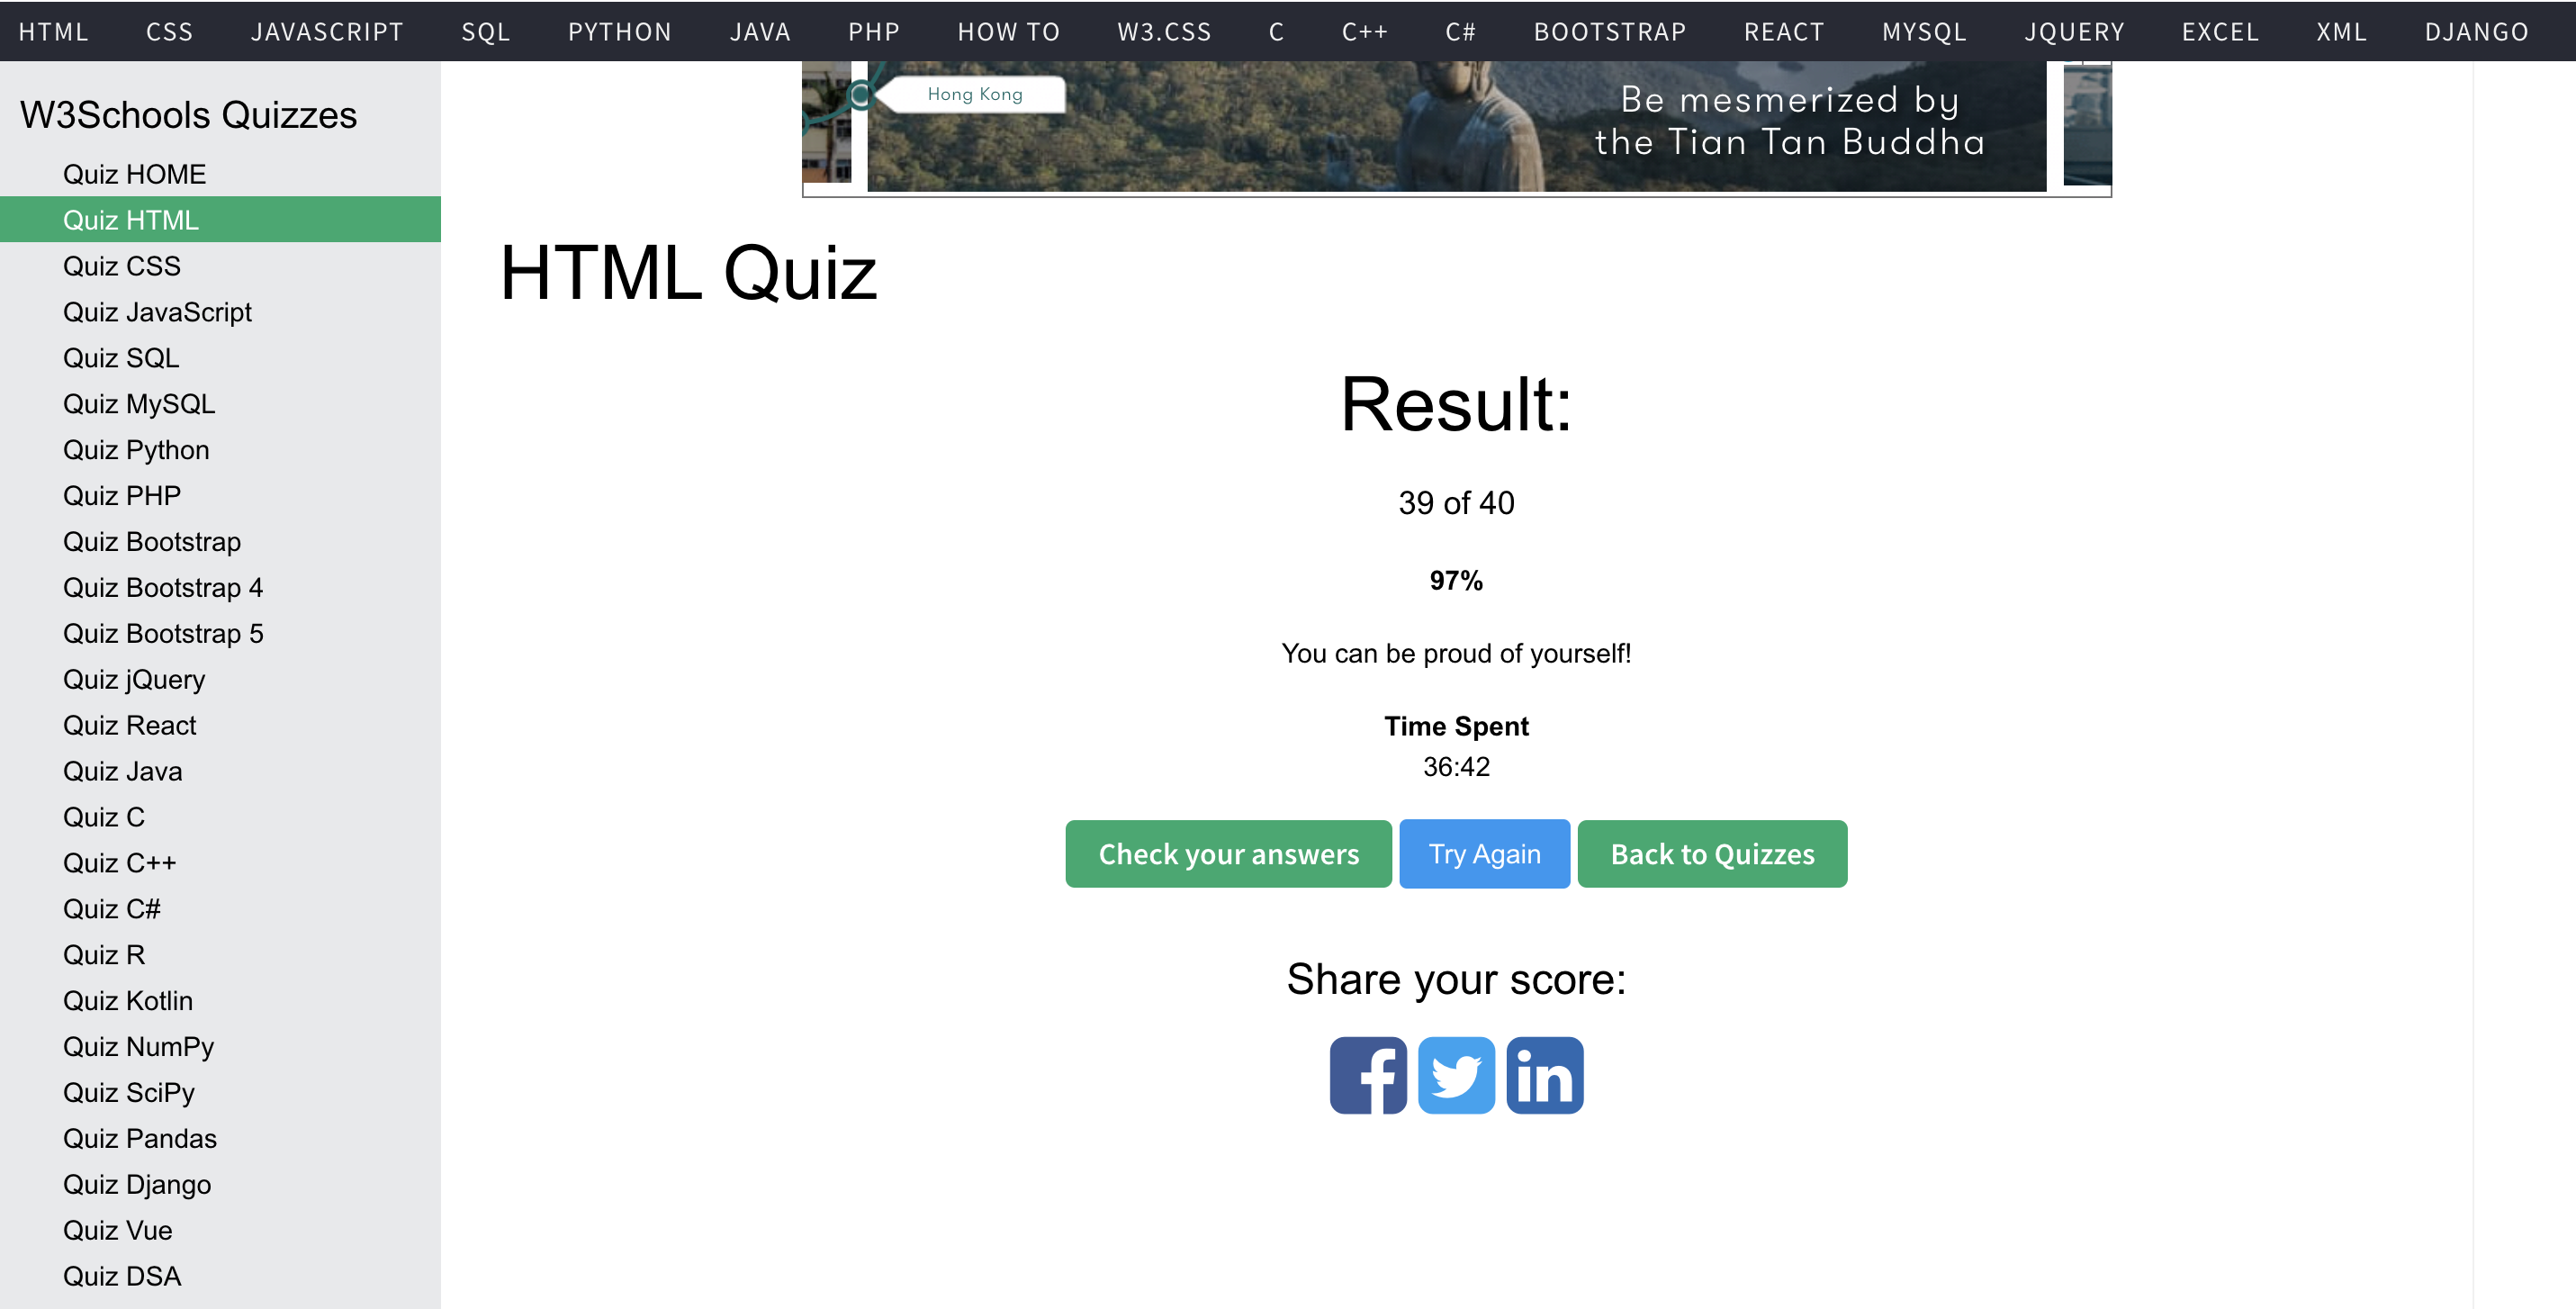 HTML CSS JAVASCRIPT SQL PYTHON JAVA PHP HOW TO W3.CSS C C++ C# BOOTSTRAP REACT MYSQL JQUERY EXCEL XML DJANGO
W3Schools Quizzes
Quiz HOME
Quiz HTML
Quiz CSS
Quiz JavaScript
Quiz SQL
Quiz MySQL
Quiz Python
Quiz PHP
Quiz Bootstrap
Quiz Bootstrap 4
Quiz Bootstrap 5
Quiz jQuery
Quiz React
Quiz Java
Quiz C
Quiz C++
Quiz C#
Quiz R
Quiz Kotlin
Quiz NumPy
Quiz SciPy
Quiz Pandas
Quiz Django
Quiz Vue
Quiz DSA
Hong Kong
Be mesmerized by
the Tian Tan Buddha
HTML Quiz
Result:
39 of 40
97%
You can be proud of yourself!
Time Spent
36:42
Check your answers Try Again Back to Quizzes
Share your score: